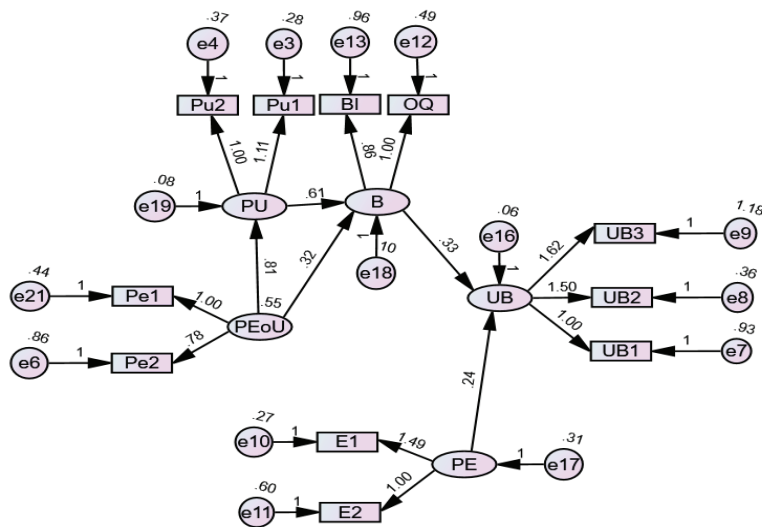 .37 .28 .96 .49
e4 e3 e13 e12
1 1 1 1
Pu2 Pu1 BI OQ
1.00 1.11 .98 1.00
.08
e19 1 PU .61 B
.06
e16
1
1.18
UB3 1 e9
.81 .32 1 10 .33 1.62
e18
.44
e21 1 Pe1 1.00
.55
PEoU
UB 1.50 UB2 1 e8
.36
.86
e6 1 Pe2 .78
1.00 UB1 1 e7
.93
.24
.27
e10 1 E1 1.49
.31
PE 1 e17
.60
e11 1 E2 1.00